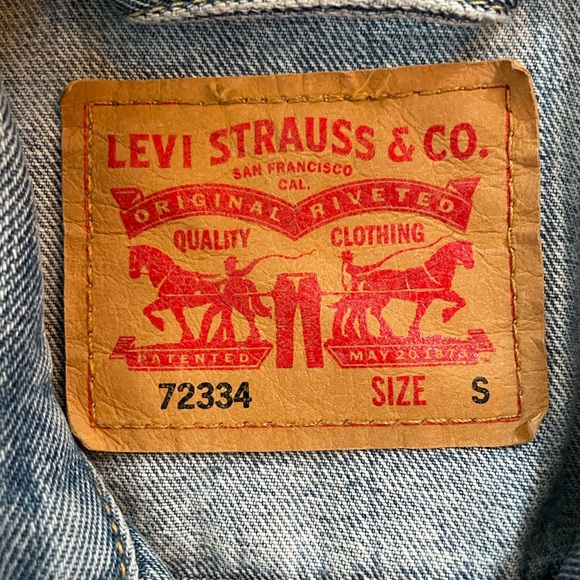 LEVI STRAUSS & CO.
SAN FRANCISCO
CAL.
ORIGINAL RIVETED
QUALITY CLOTHING
PATENTED MAY 20 1873
72334 SIZE S